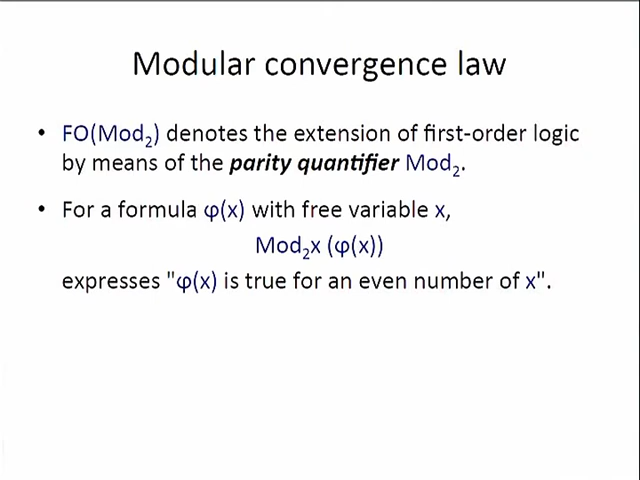 Modular convergence law
• FO(Mod₂) denotes the extension of first-order logic
by means of the parity quantifier Mod₂.
• For a formula φ(x) with free variable x,
Mod₂x (φ(x))
expresses "φ(x) is true for an even number of x".